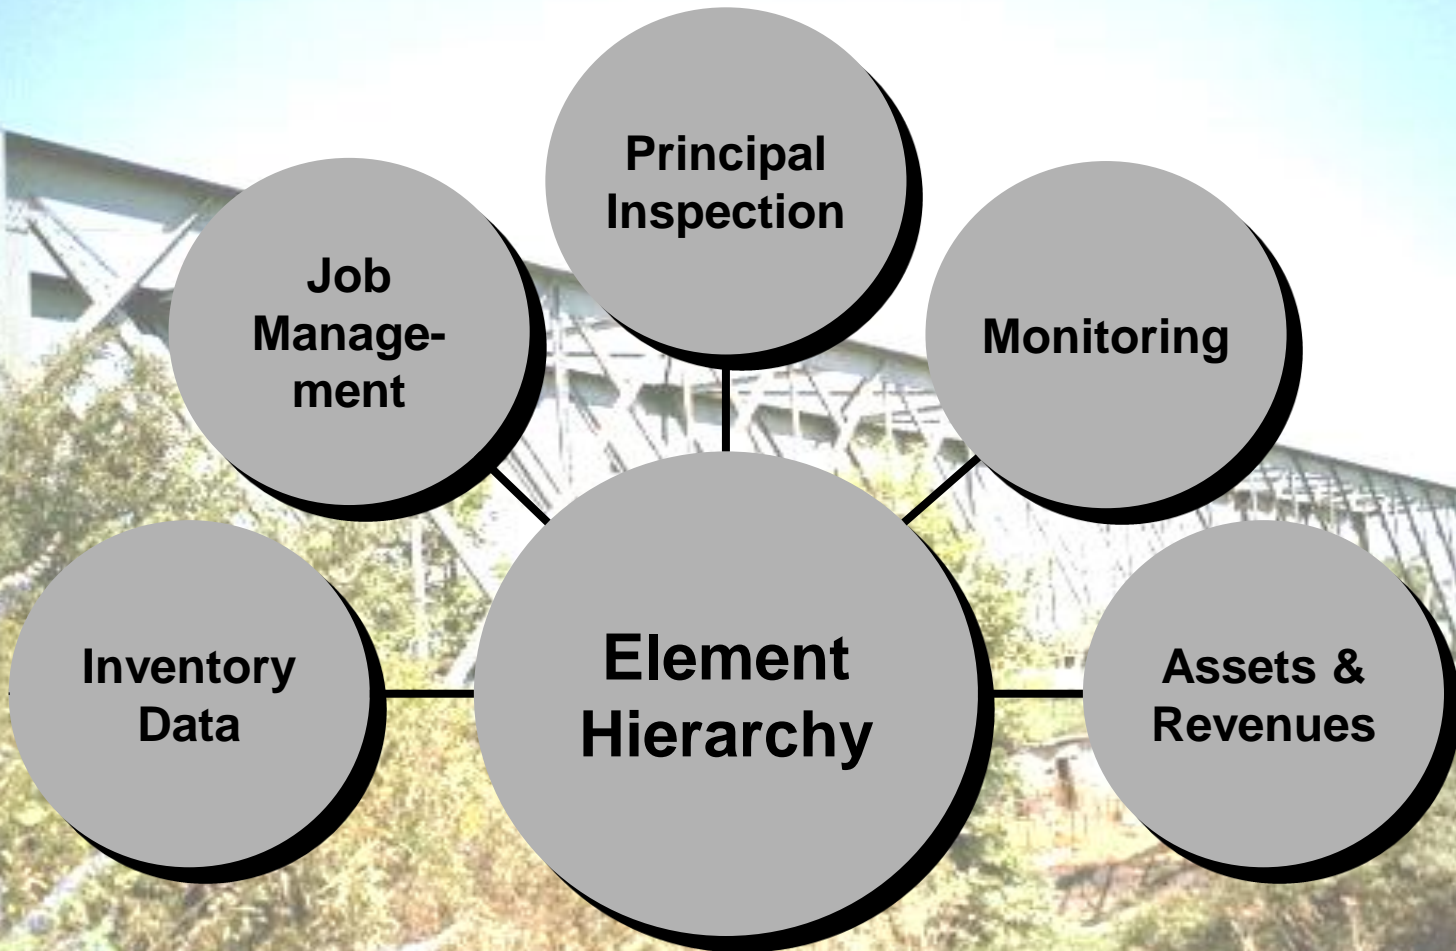 Principal
Inspection
Job
Manage-
ment
Monitoring
Inventory
Data
Element
Hierarchy
Assets &
Revenues